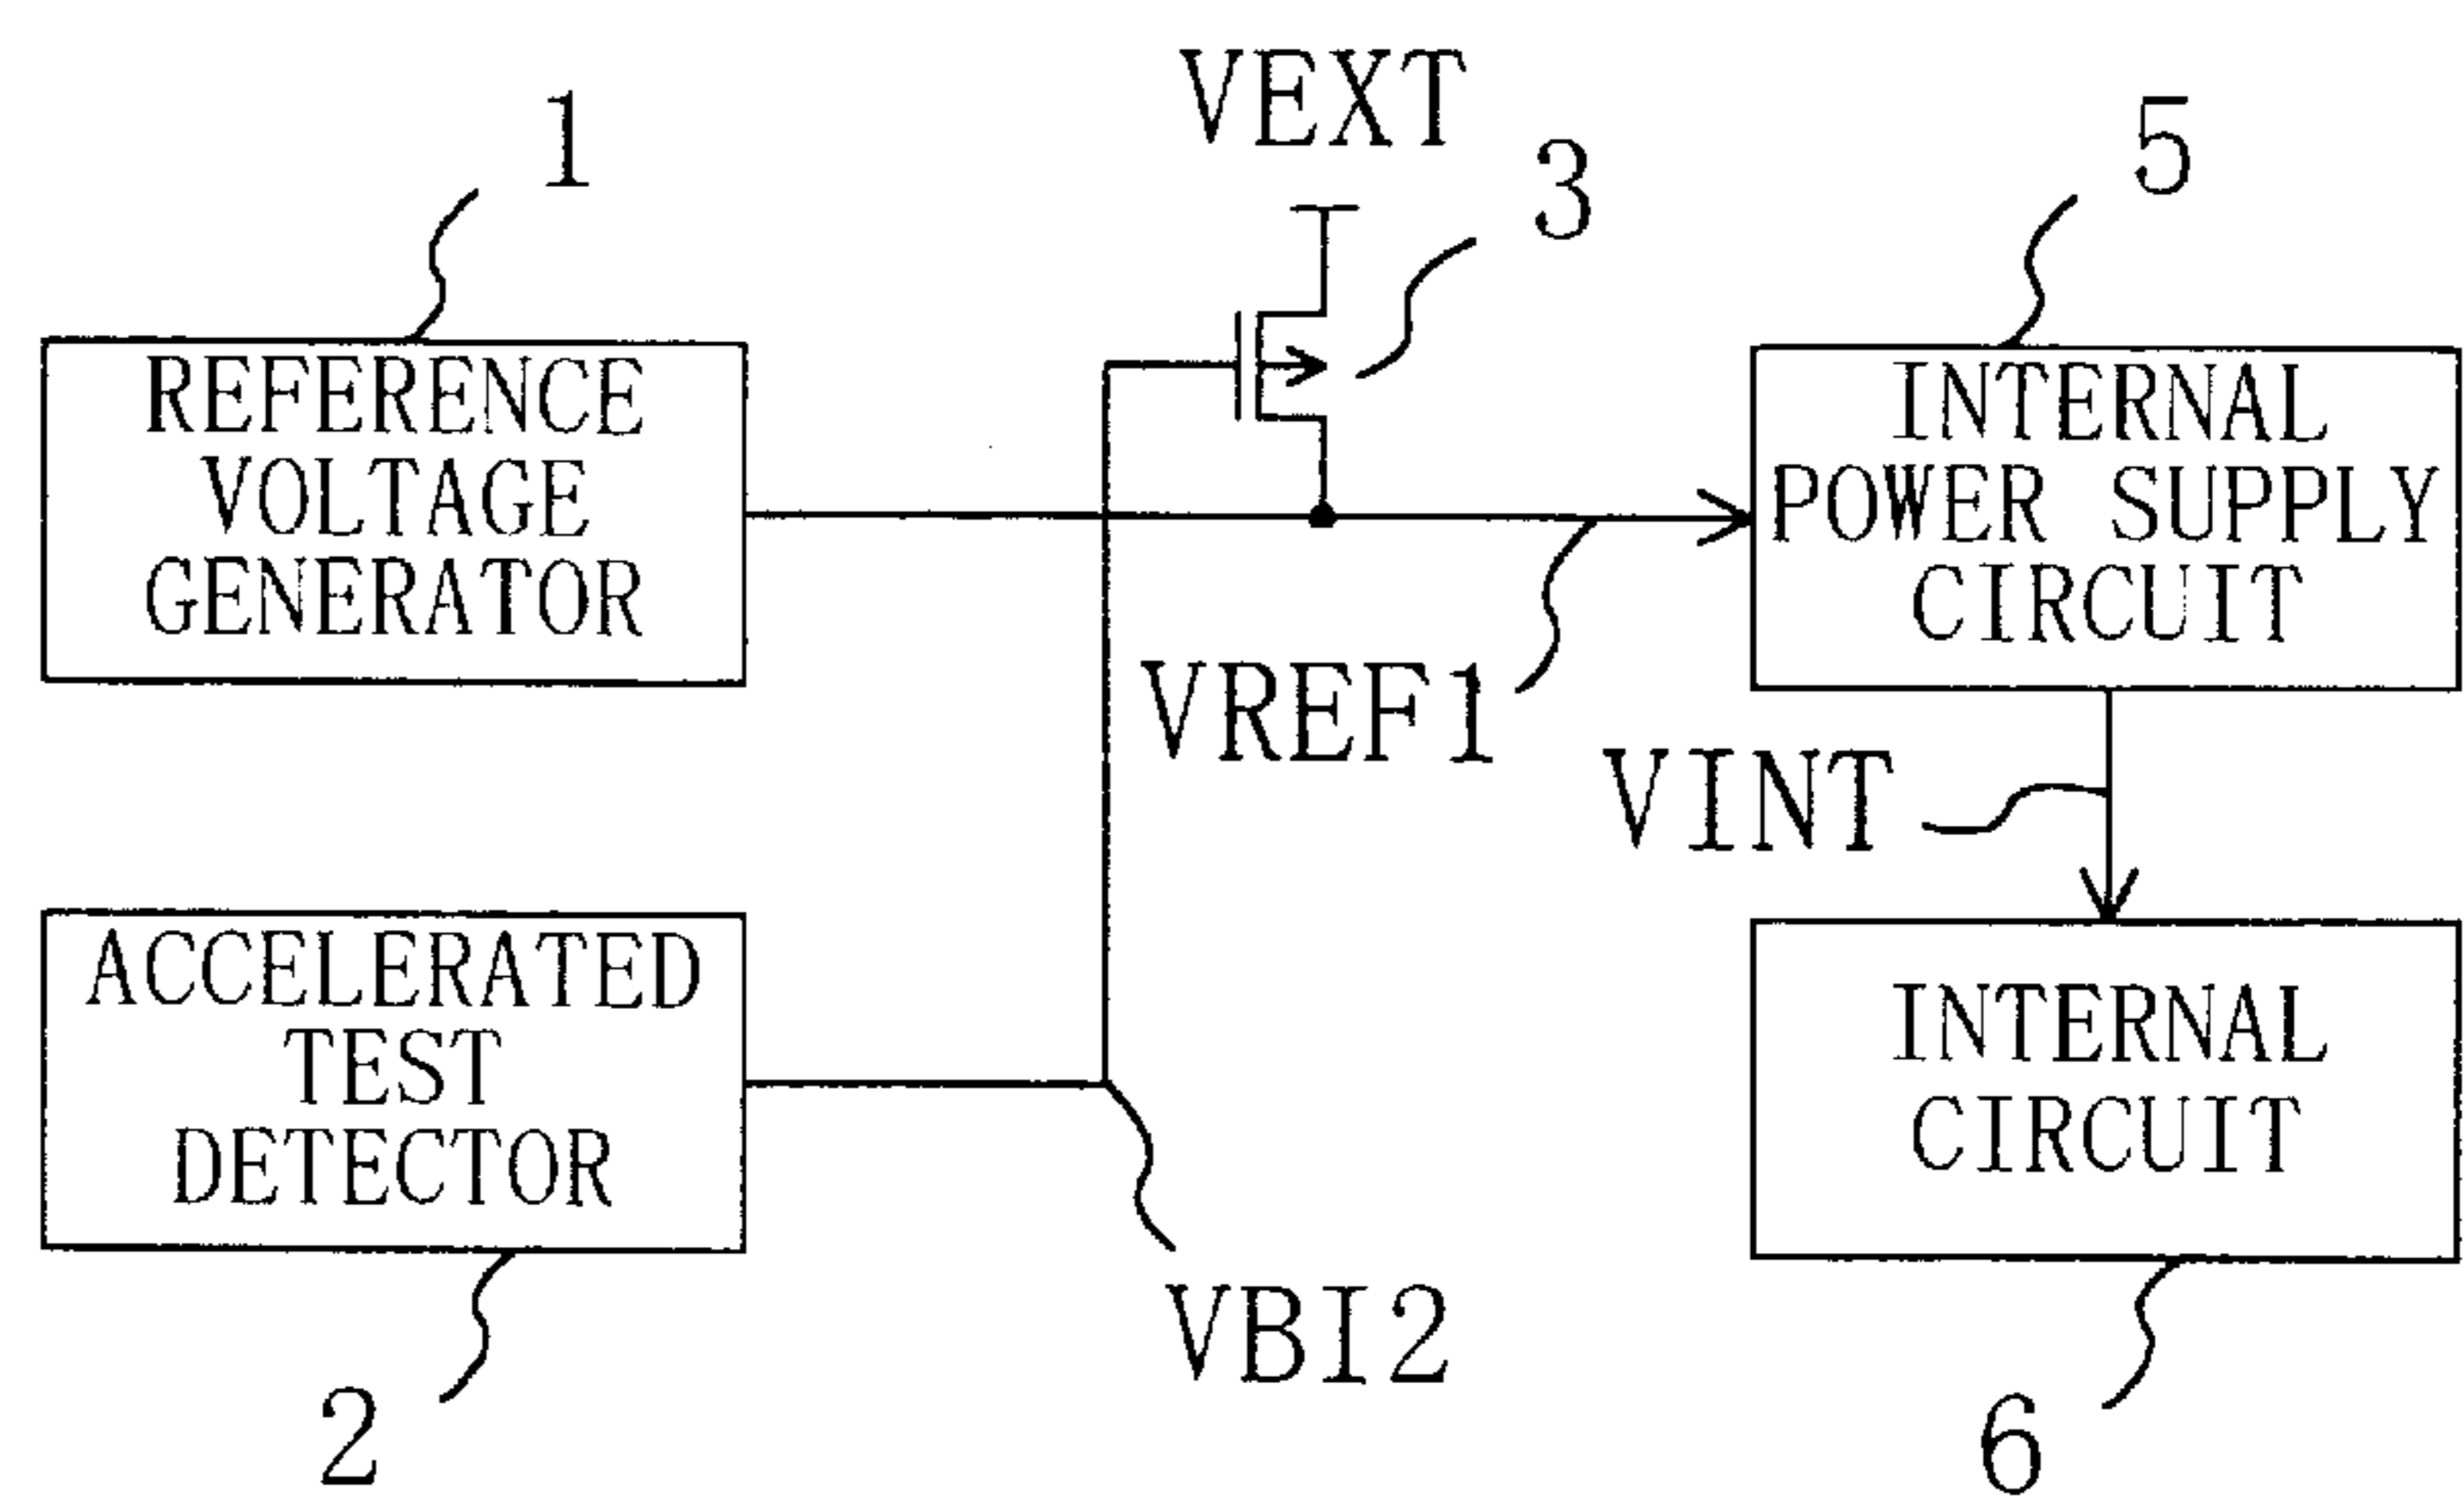 VEXT
1
3
5
REFERENCE
VOLTAGE
GENERATOR
INTERNAL
POWER SUPPLY
CIRCUIT
VREF1
VINT
ACCELERATED
TEST
DETECTOR
INTERNAL
CIRCUIT
VBI2
2
6